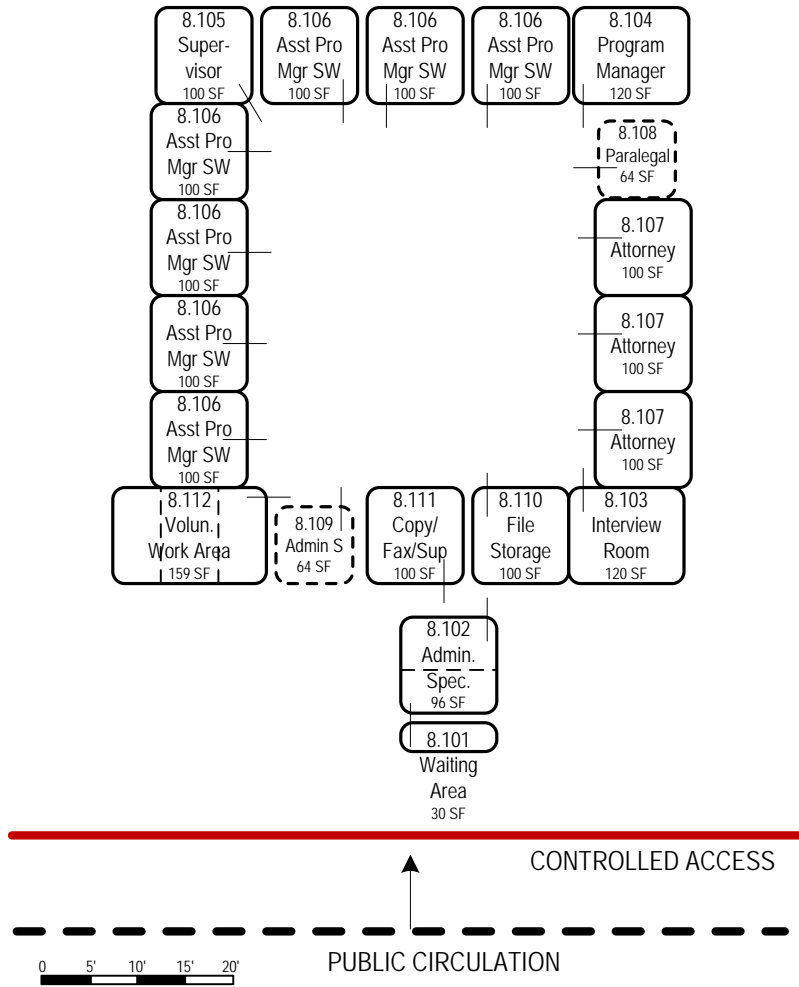 8.105
Super-
visor
100 SF
8.106
Asst Pro
Mgr SW
100 SF
8.106
Asst Pro
Mgr SW
100 SF
8.106
Asst Pro
Mgr SW
100 SF
8.104
Program
Manager
120 SF
8.106
Asst Pro
Mgr SW
100 SF
8.108
Paralegal
64 SF
8.106
Asst Pro
Mgr SW
100 SF
8.107
Attorney
100 SF
8.106
Asst Pro
Mgr SW
100 SF
8.107
Attorney
100 SF
8.106
Asst Pro
Mgr SW
100 SF
8.107
Attorney
100 SF
8.112
Volun.
Work Area
159 SF
8.109
Admin S
64 SF
8.111
Copy/
Fax/Sup
100 SF
8.110
File
Storage
100 SF
8.103
Interview
Room
120 SF
8.102
Admin.
Spec.
96 SF
8.101
Waiting
Area
30 SF
CONTROLLED ACCESS
PUBLIC CIRCULATION
0 5' 10' 15' 20'